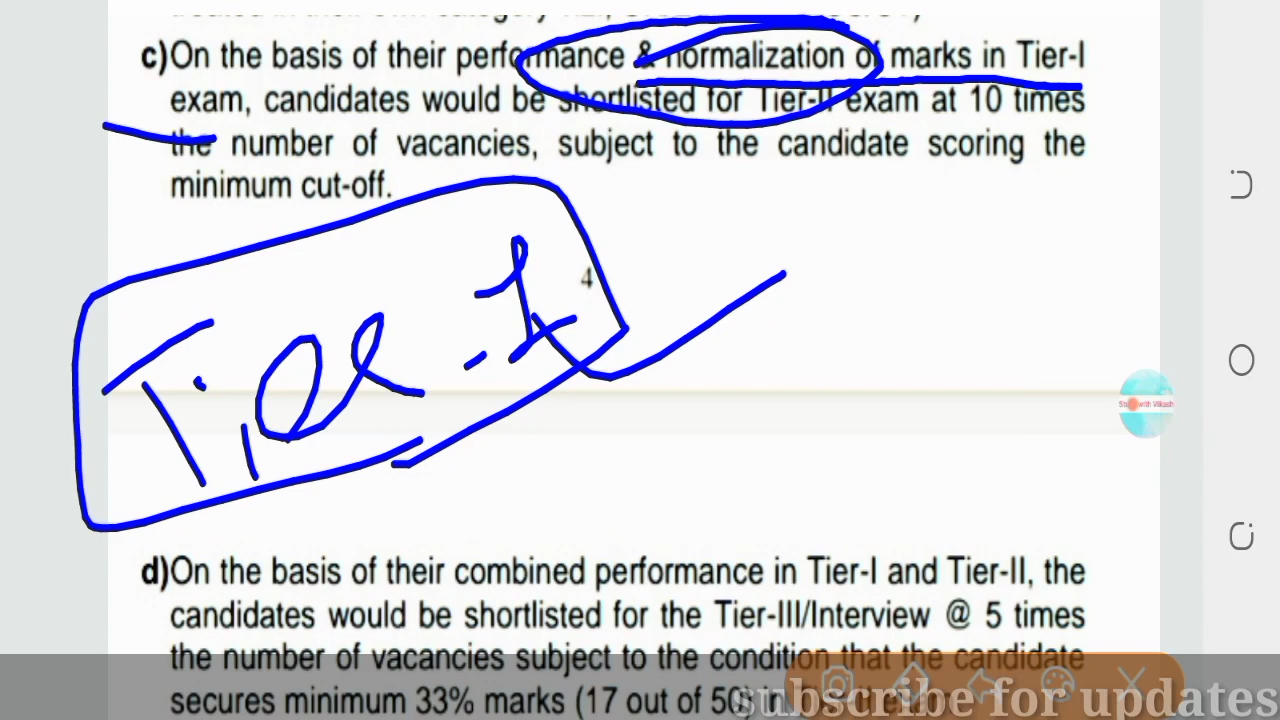 c)On the basis of their performance & normalization of marks in Tier-I
exam, candidates would be shortlisted for Tier-II exam at 10 times
the number of vacancies, subject to the candidate scoring the
minimum cut-off.
4
Tier-I
d)On the basis of their combined performance in Tier-I and Tier-II, the
candidates would be shortlisted for the Tier-III/Interview @ 5 times
the number of vacancies subject to the condition that the candidate
secures minimum 33% marks (17 out of 50) in
subscribe for updates